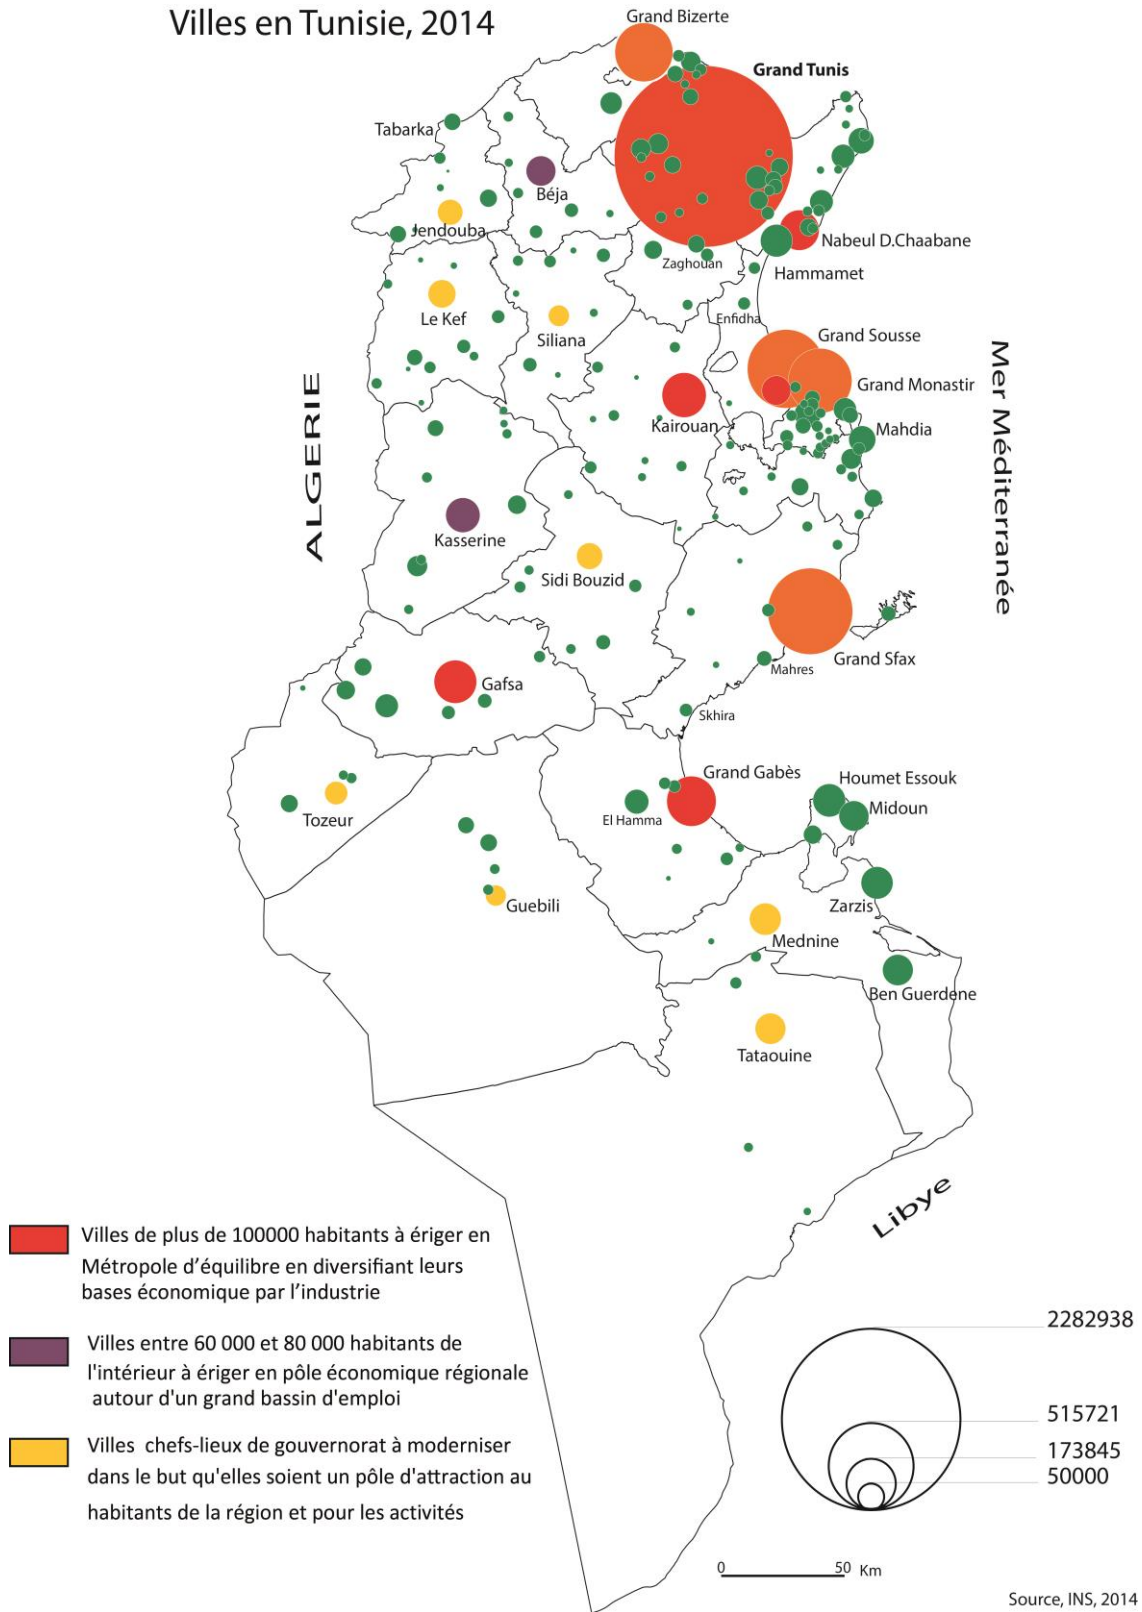 Villes en Tunisie, 2014
Grand Bizerte
Grand Tunis
Tabarka
Béja
Jendouba
Nabeul D.Chaabane
Zaghouan
Hammamet
Le Kef
Enfidha
Siliana
Grand Sousse
Grand Monastir
ALGERIE
Mer Méditerranée
Kairouan
Mahdia
Kasserine
Sidi Bouzid
Grand Sfax
Mahres
Gafsa
Skhira
Grand Gabès
Houmet Essouk
Midoun
El Hamma
Tozeur
Guebili
Zarzis
Mednine
Ben Guerdene
Tataouine
Libye
Villes de plus de 100000 habitants à ériger en
Métropole d'équilibre en diversifiant leurs
bases économique par l'industrie
Villes entre 60 000 et 80 000 habitants de
l'intérieur à ériger en pôle économique régionale
autour d'un grand bassin d'emploi
Villes chefs-lieux de gouvernorat à moderniser
dans le but qu'elles soient un pôle d'attraction au
habitants de la région et pour les activités
2282938
515721
173845
50000
0 50 Km
Source, INS, 2014